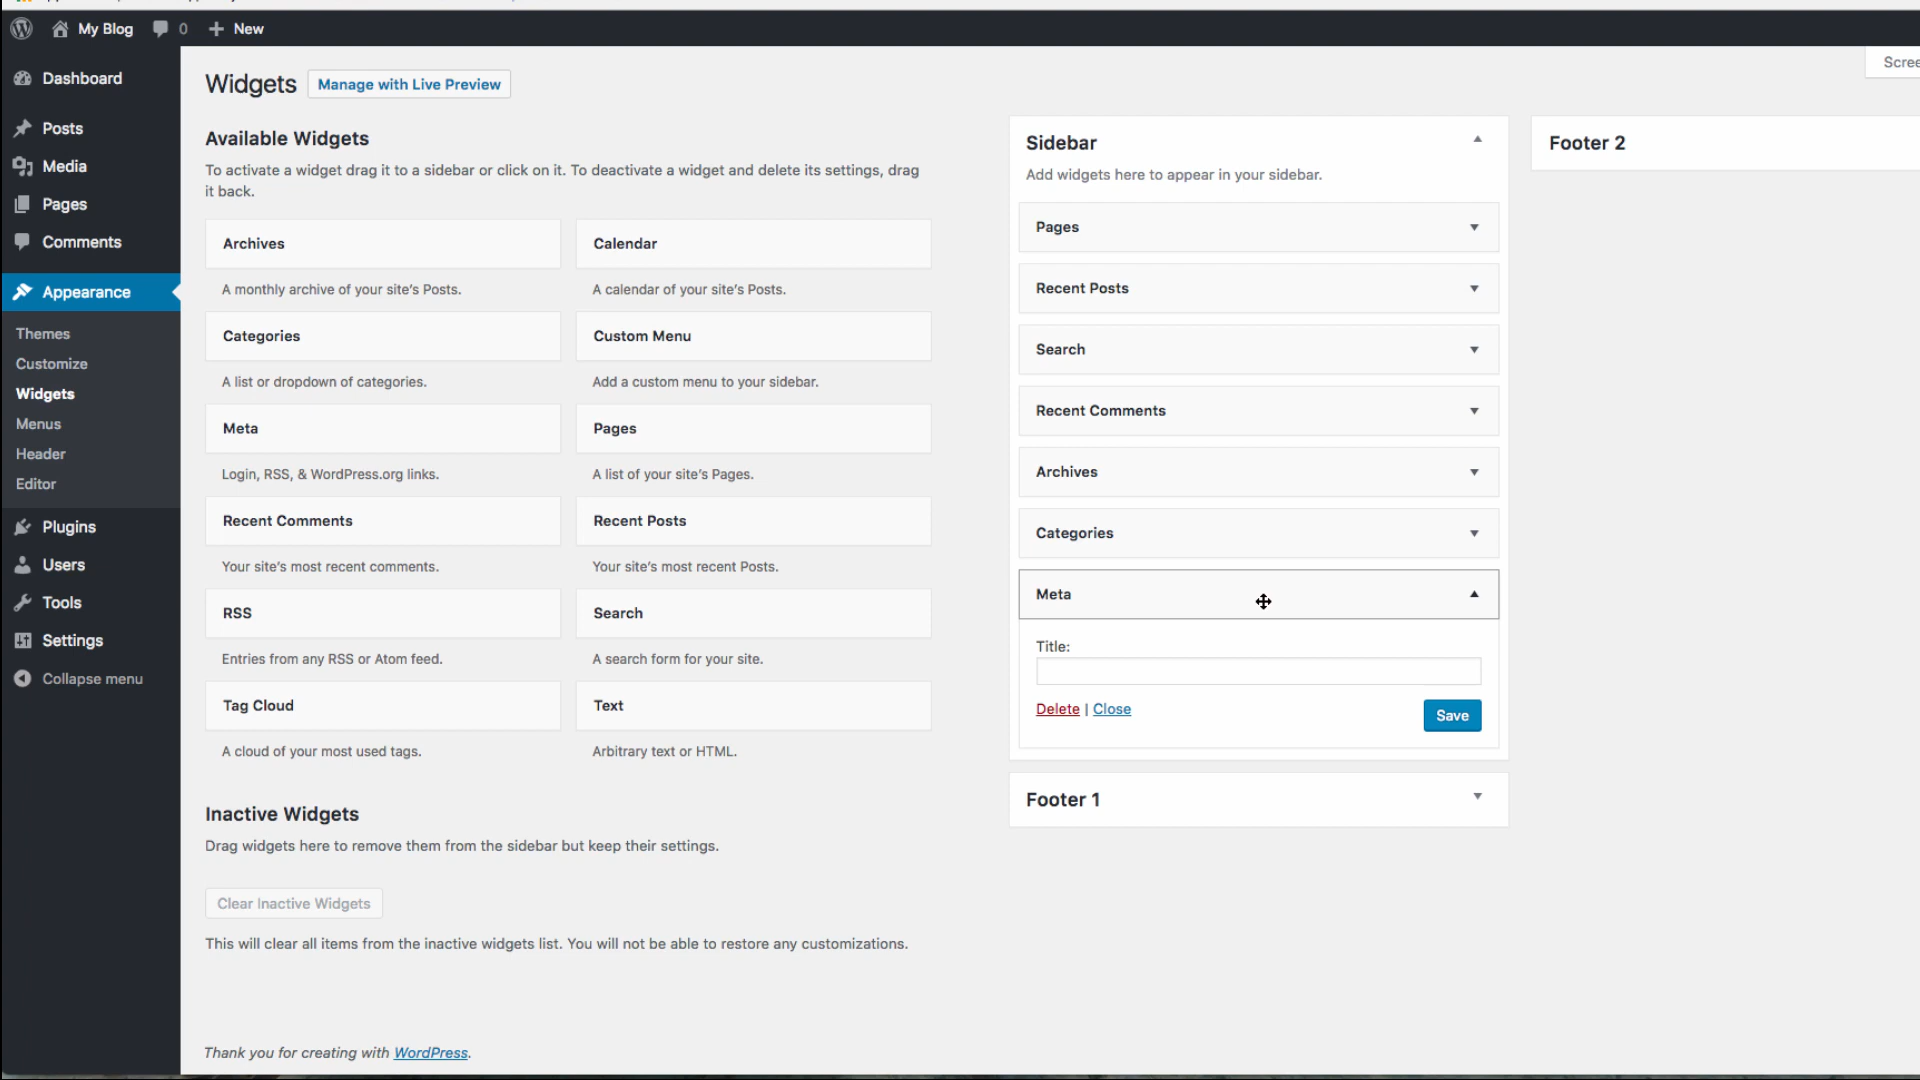 My Blog
0
New
Dashboard
Posts
Media
Pages
Comments
Appearance
Themes
Customize
Widgets
Menus
Header
Editor
Plugins
Users
Tools
Settings
Collapse menu
Widgets
Manage with Live Preview
Available Widgets
To activate a widget drag it to a sidebar or click on it. To deactivate a widget and delete its settings, drag
it back.
Archives
A monthly archive of your site's Posts.
Calendar
A calendar of your site's Posts.
Categories
A list or dropdown of categories.
Custom Menu
Add a custom menu to your sidebar.
Meta
Login, RSS, & WordPress.org links.
Pages
A list of your site's Pages.
Recent Comments
Your site's most recent comments.
Recent Posts
Your site's most recent Posts.
RSS
Entries from any RSS or Atom feed.
Search
A search form for your site.
Tag Cloud
A cloud of your most used tags.
Text
Arbitrary text or HTML.
Inactive Widgets
Drag widgets here to remove them from the sidebar but keep their settings.
Clear Inactive Widgets
This will clear all items from the inactive widgets list. You will not be able to restore any customizations.
Thank you for creating with WordPress.
Sidebar
Add widgets here to appear in your sidebar.
Pages
Recent Posts
Search
Recent Comments
Archives
Categories
Meta
Title:
Delete | Close
Save
Footer 1
Scree
Footer 2